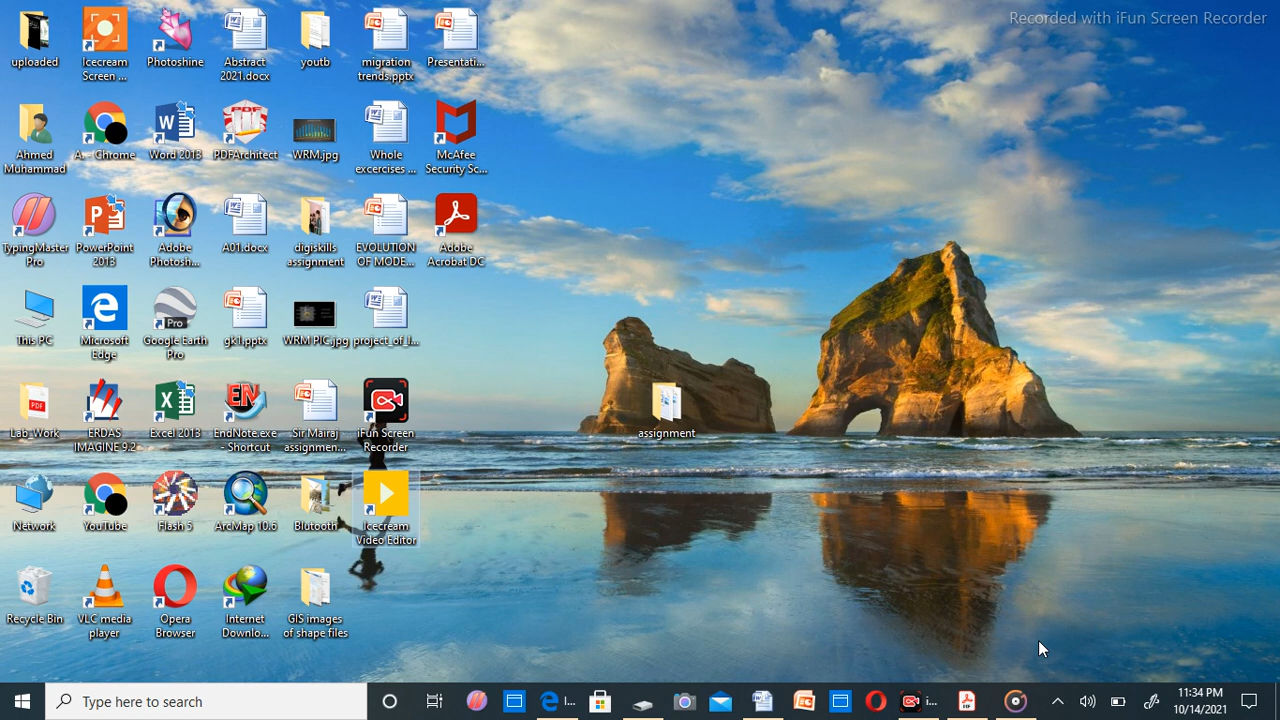 Recorded with iFun Screen Recorder
uploaded
Icecream
Screen ...
Photoshine
Abstract
2021.docx
youtb
migration
trends.pptx
Presentati...
Ahmed
Muhammad
A. - Chrome
Word 2013
PDFArchitect
WRM.jpg
Whole
excercises ...
McAfee
Security Sc...
TypingMaster
Pro
PowerPoint
2013
Adobe
Photosh...
A01.docx
digiskills
assignment
EVOLUTION
OF MODE...
Adobe
Acrobat DC
This PC
Microsoft
Edge
Google Earth
Pro
gk1.pptx
WRM PIC.jpg
project_of_I...
Lab_Work
ERDAS
IMAGINE 9.2
Excel 2013
EndNote.exe
- Shortcut
Sir Mairaj
assignmen...
iFun Screen
Recorder
assignment
Network
YouTube
Flash 5
ArcMap 10.6
Blutooth
Icecream
Video Editor
Recycle Bin
VLC media
player
Opera
Browser
Internet
Downlo...
GIS images
of shape files
Type here to search
I...
i...
11:34 PM
10/14/2021